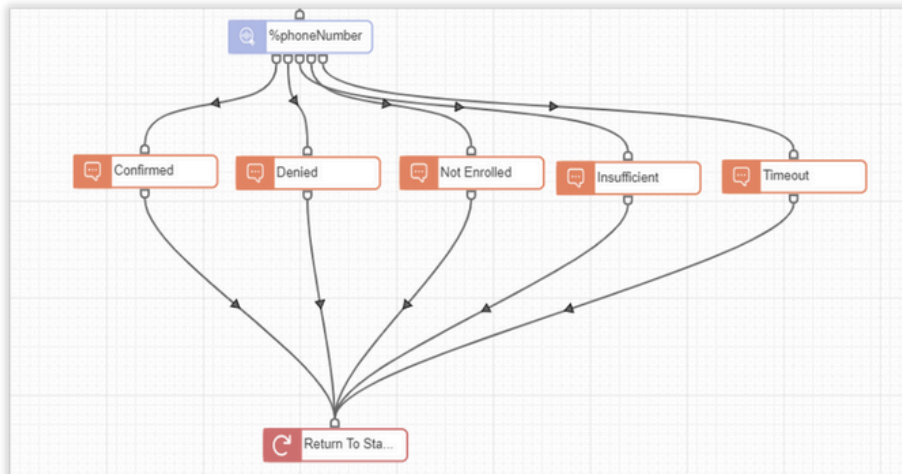 %phoneNumber
Confirmed
Denied
Not Enrolled
Insufficient
Timeout
Return To Sta...